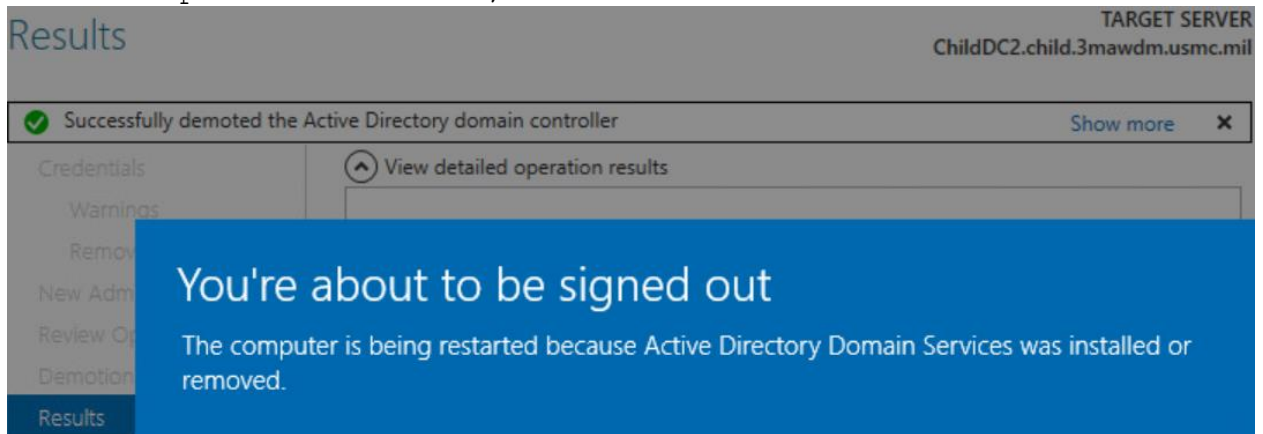 Results
TARGET SERVER
ChildDC2.child.3mawdm.usmc.mil
Successfully demoted the Active Directory domain controller
Show more
Credentials
View detailed operation results
Warnings
Remov
New Adm
Review Op
Demotion
Results
You're about to be signed out
The computer is being restarted because Active Directory Domain Services was installed or
removed.